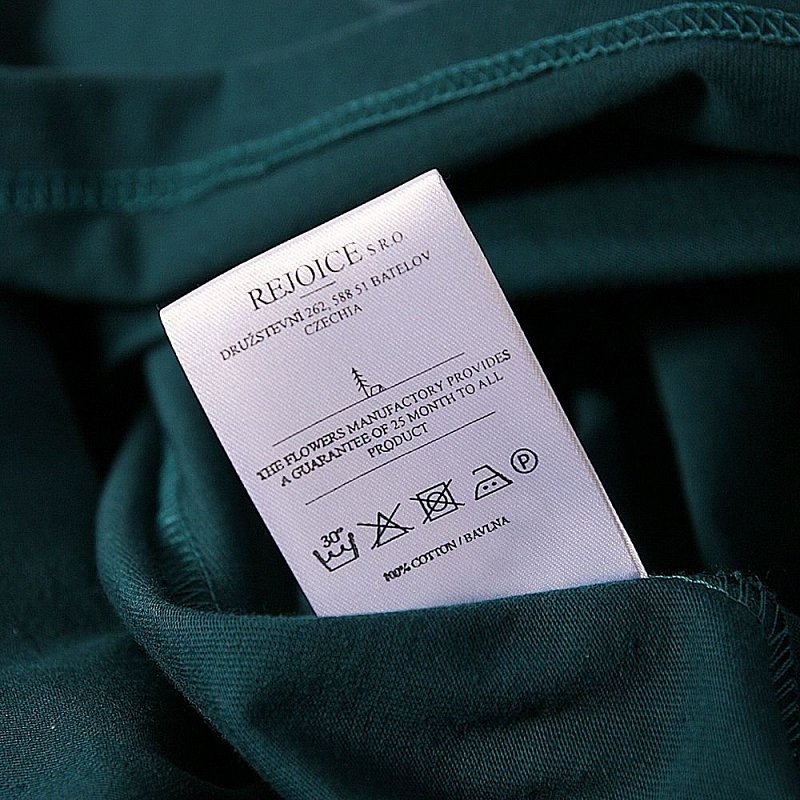 REJOICE S.R.O
DRUŽSTEVNÍ 262, 588 51 BATELOV
CZECHIA
THE FLOWERS MANUFACTORY PROVIDES
A GUARANTEE OF 25 MONTH TO ALL
PRODUCT
30°
P
100% COTTON / BAVLNA